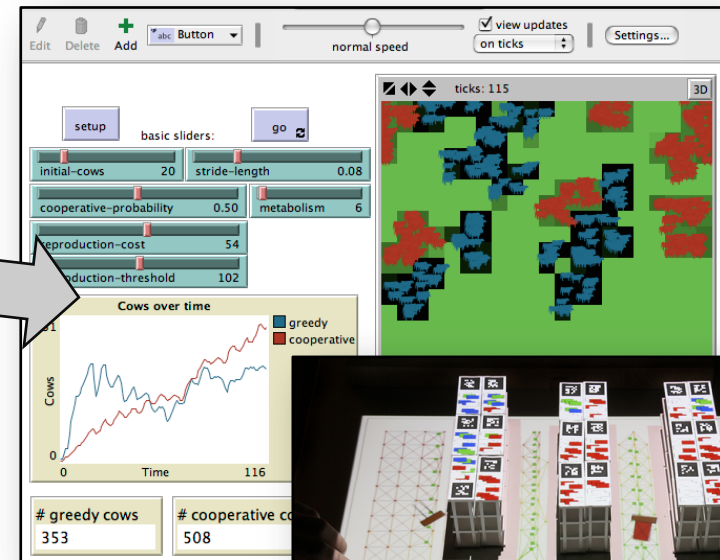 Edit
Delete
Add
abc Button
normal speed
view updates
on ticks
Settings...
ticks: 115
3D
setup
basic sliders:
go
initial-cows 20
stride-length 0.08
cooperative-probability 0.50
metabolism 6
reproduction-cost 54
oduction-threshold 102
Cows over time
Cows
0
0
Time
116
greedy
cooperative
# greedy cows
353
# cooperative co
508